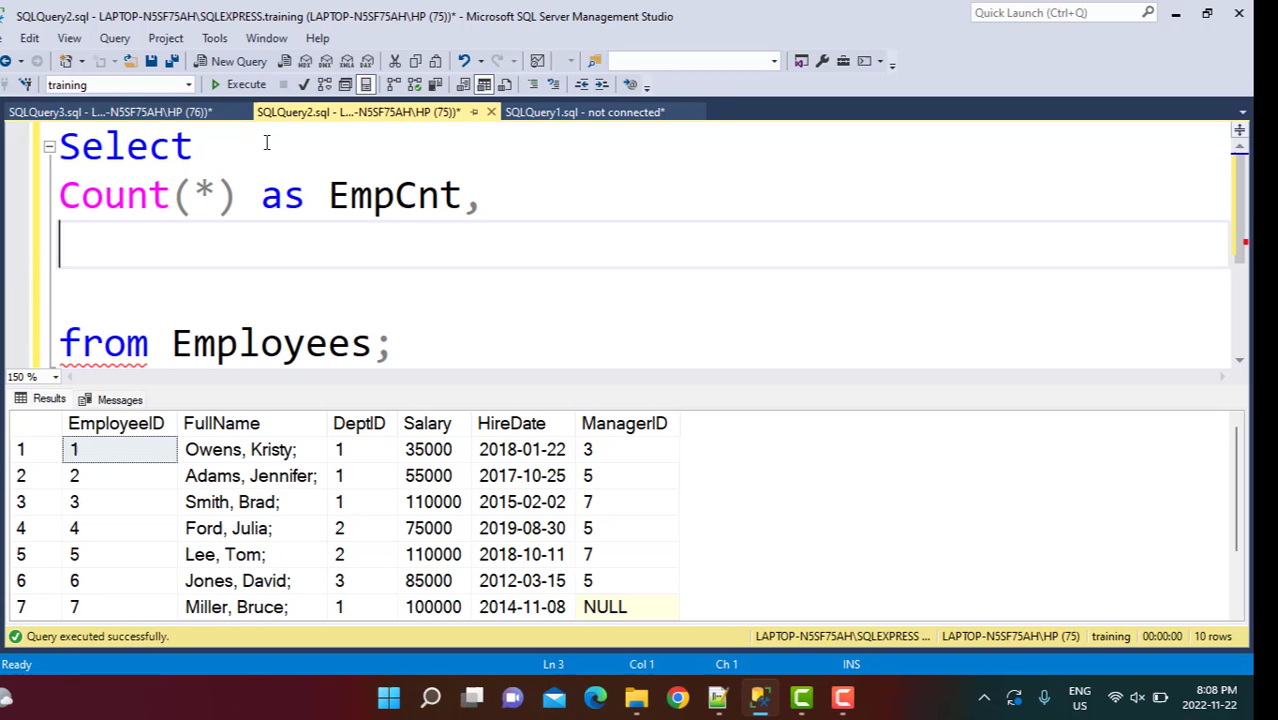 SQLQuery2.sql - LAPTOP-N5SF75AH\SQLEXPRESS.training (LAPTOP-N5SF75AH\HP (75))* - Microsoft SQL Server Management Studio
Quick Launch (Ctrl+Q)
Edit View Query Project Tools Window Help
New Query
MDX DMX XMLA DAX
training
Execute
SQLQuery3.sql - L...-N5SF75AH\HP (76))*
SQLQuery2.sql - L...-N5SF75AH\HP (75))*
SQLQuery1.sql - not connected*
Select
Count(*) as EmpCnt,
from Employees;
150 %
Results Messages
EmployeeID FullName DeptID Salary HireDate ManagerID
1 1 Owens, Kristy; 1 35000 2018-01-22 3
2 2 Adams, Jennifer; 1 55000 2017-10-25 5
3 3 Smith, Brad; 1 110000 2015-02-02 7
4 4 Ford, Julia; 2 75000 2019-08-30 5
5 5 Lee, Tom; 2 110000 2018-10-11 7
6 6 Jones, David; 3 85000 2012-03-15 5
7 7 Miller, Bruce; 1 100000 2014-11-08 NULL
Query executed successfully.
LAPTOP-N5SF75AH\SQLEXPRESS ... LAPTOP-N5SF75AH\HP (75) training 00:00:00 10 rows
Ready Ln 3 Col 1 Ch 1 INS
ENG
US
8:08 PM
2022-11-22